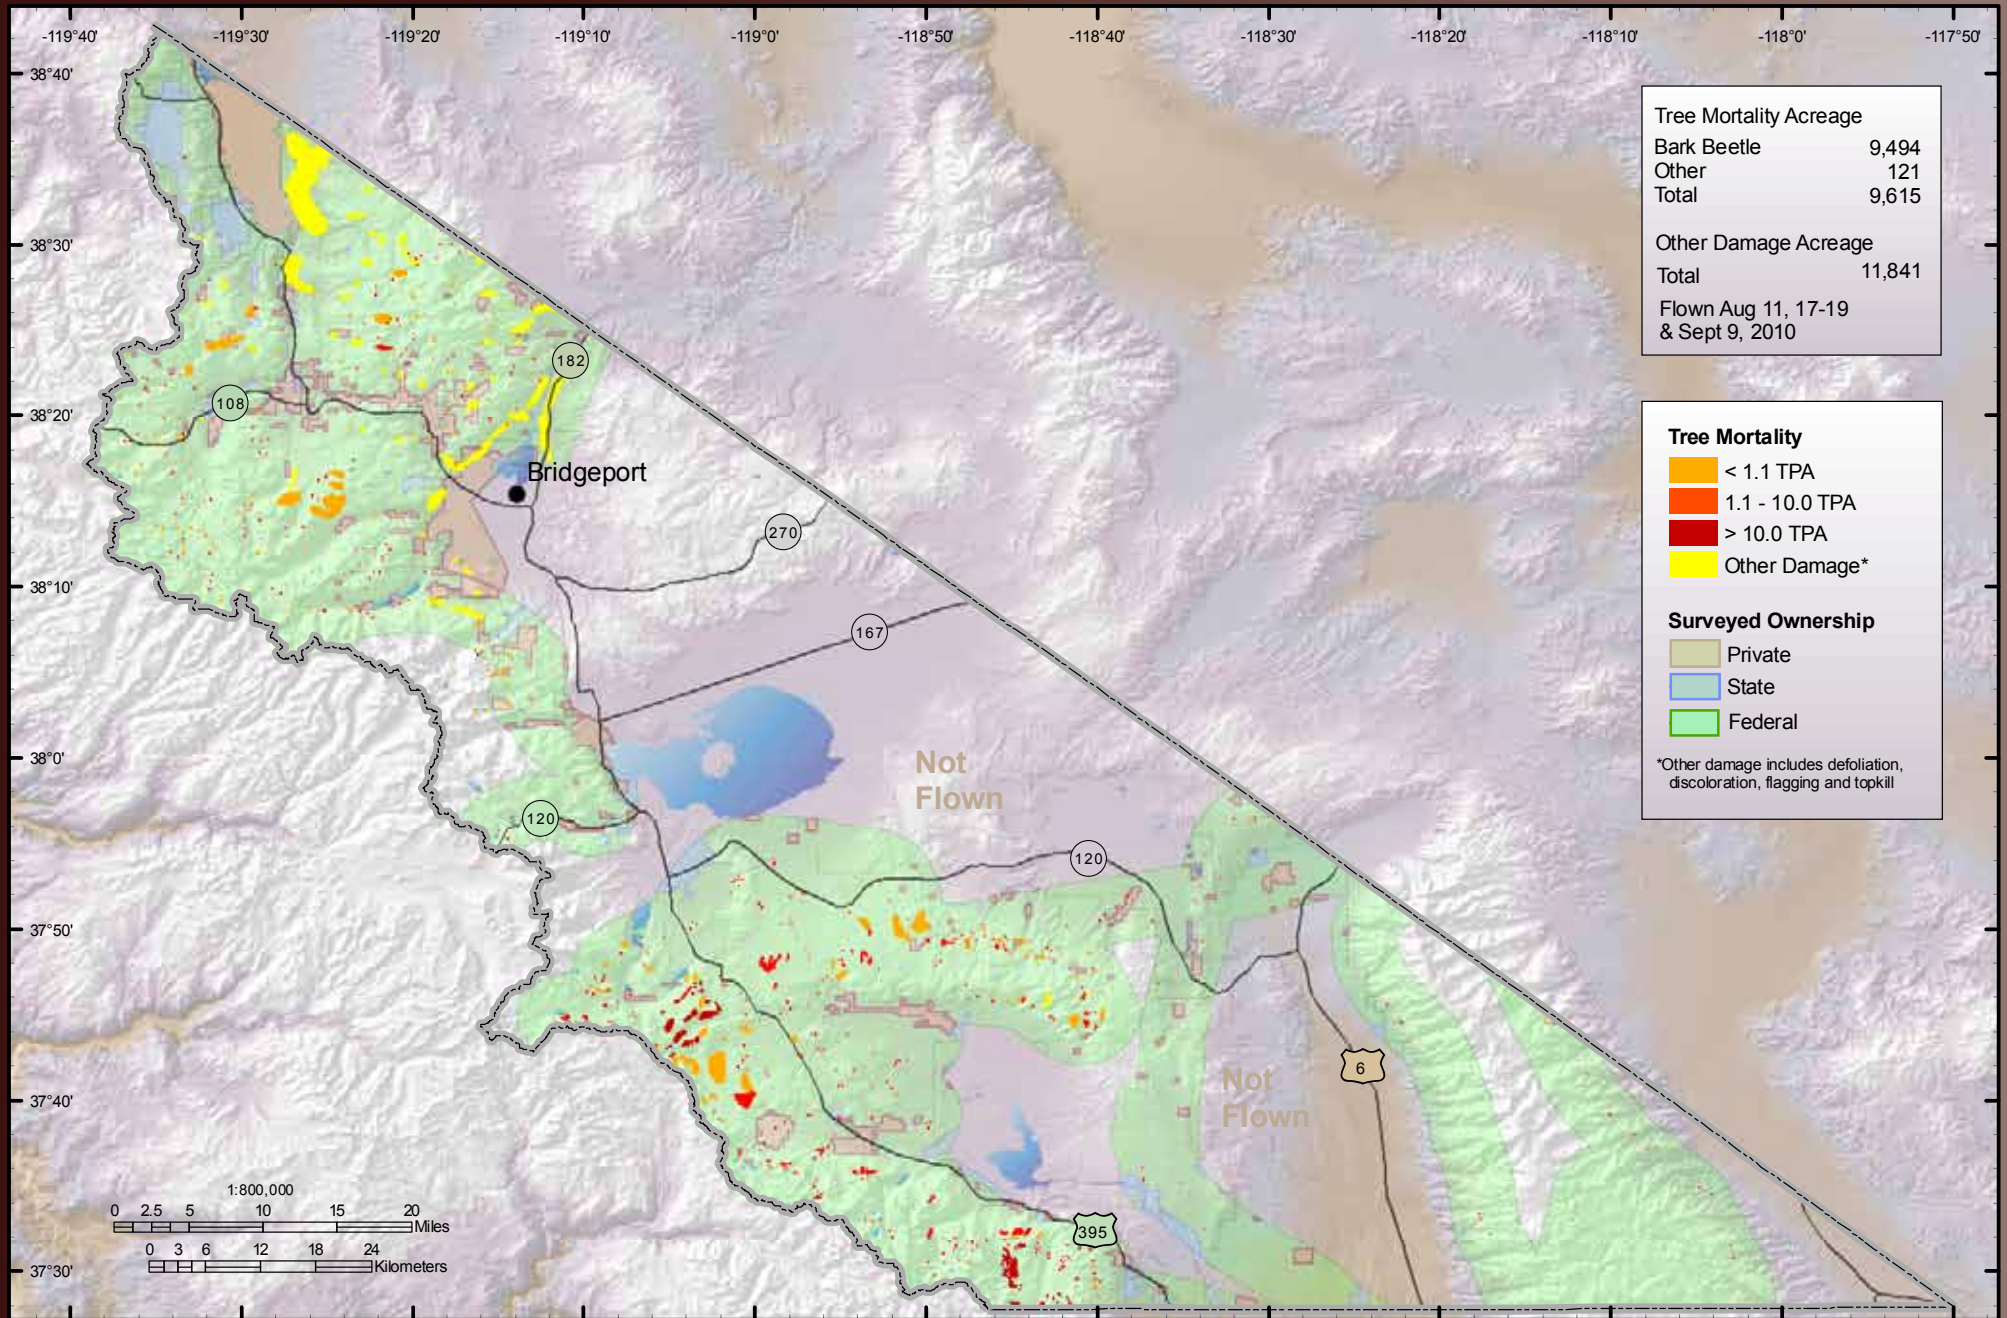 -119°40' -119°30' -119°20' -119°10' -119°0' -118°50' -118°40' -118°30' -118°20' -118°10' -118°0' -117°50'
38°40'
38°30'
38°20'
38°10'
38°0'
37°50'
37°40'
37°30'
182
108
Bridgeport
270
167
Not
Flown
120
120
Not
Flown
6
395
1:800,000
0 2.5 5 10 15 20
Miles
0 3 6 12 18 24
Kilometers
Tree Mortality Acreage
Bark Beetle 9,494
Other 121
Total 9,615
Other Damage Acreage
Total 11,841
Flown Aug 11, 17-19
& Sept 9, 2010
Tree Mortality
< 1.1 TPA
1.1 - 10.0 TPA
> 10.0 TPA
Other Damage*
Surveyed Ownership
Private
State
Federal
*Other damage includes defoliation,
discoloration, flagging and topkill